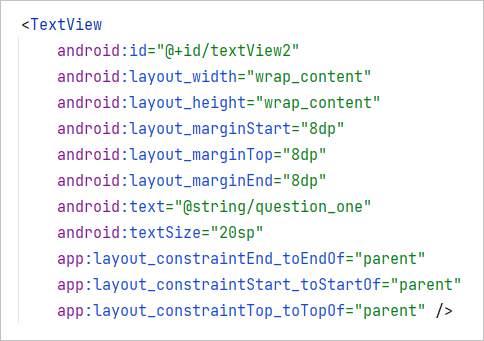 <TextView
android:id="@+id/textView2"
android:layout_width="wrap_content"
android:layout_height="wrap_content"
android:layout_marginStart="8dp"
android:layout_marginTop="8dp"
android:layout_marginEnd="8dp"
android:text="@string/question_one"
android:textSize="20sp"
app:layout_constraintEnd_toEndOf="parent"
app:layout_constraintStart_toStartOf="parent"
app:layout_constraintTop_toTopOf="parent" />